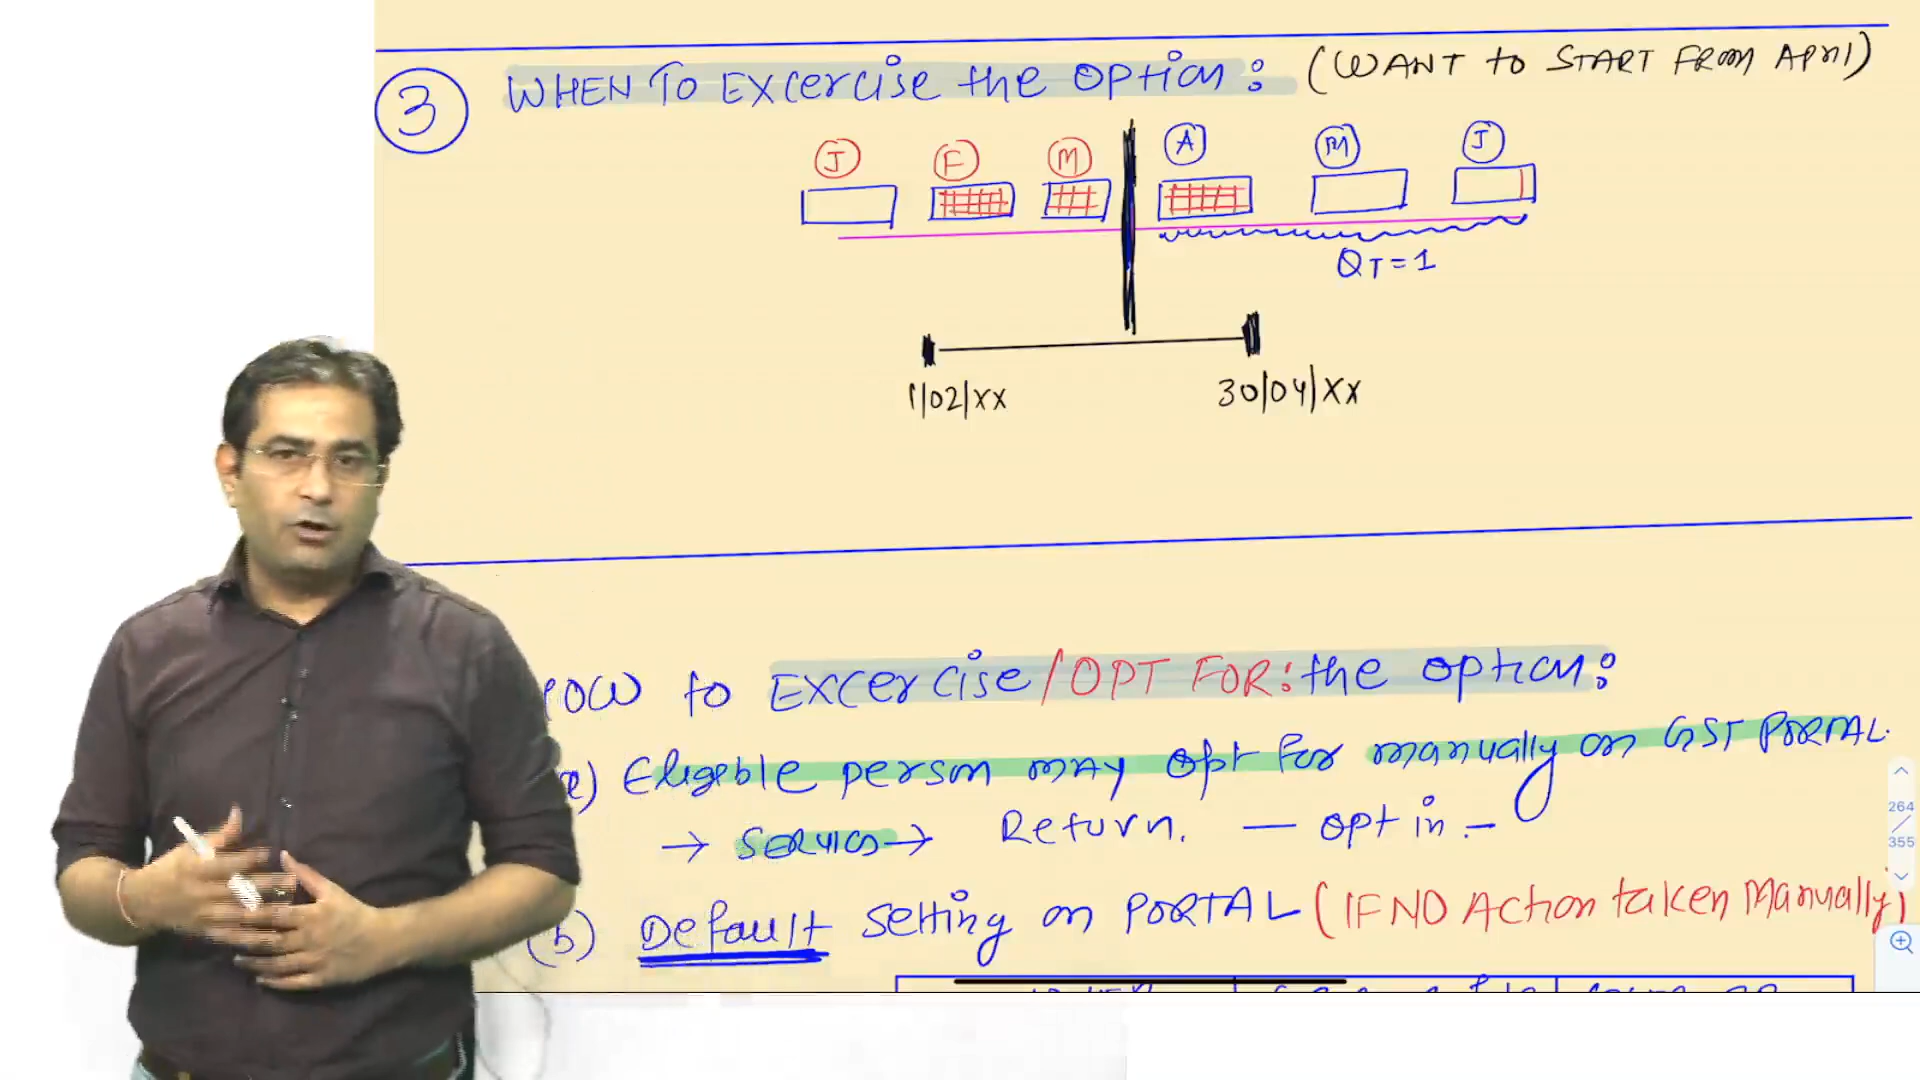 3 WHEN TO EXCercise the option: (WANT to START FROM APril)
J F M A M J
QT=1
1/02/xx 30/04/XX
HOW to EXCercise/OPT FOR: the option:
(a) Eligeble person may opt for manually on GST PORTAL.
→ → Return. — opt in. —
(b) Default setting on PORTAL (IF NO Action taken Manually)
264
/
355